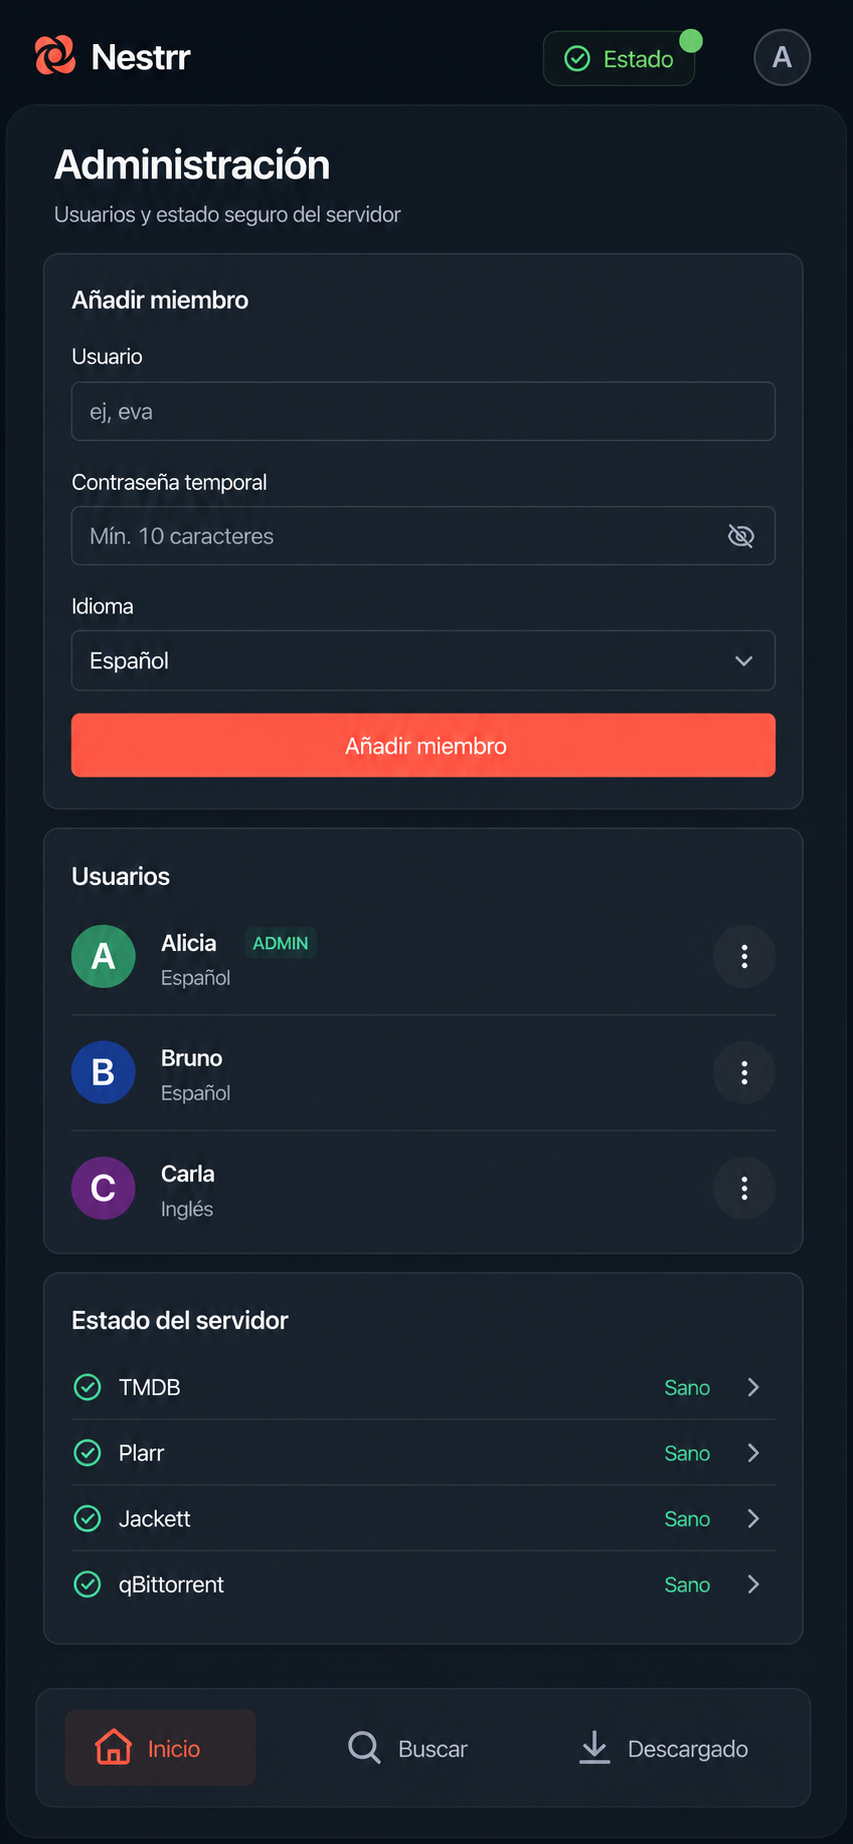 Nestrr
Estado
A
Administración
Usuarios y estado seguro del servidor
Añadir miembro
Usuario
ej, eva
Contraseña temporal
Mín. 10 caracteres
Idioma
Español
Añadir miembro
Usuarios
A
Alicia ADMIN
Español
B
Bruno
Español
C
Carla
Inglés
Estado del servidor
TMDB Sano
Plarr Sano
Jackett Sano
qBittorrent Sano
Inicio Buscar Descargado